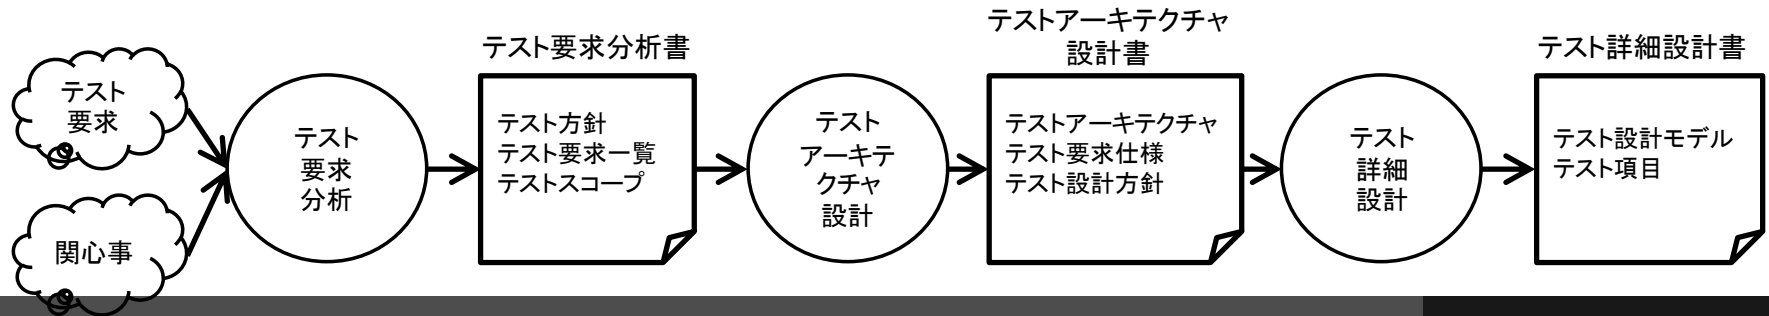 テスト
要求
関心事
テスト
要求
分析
テスト要求分析書
テスト方針
テスト要求一覧
テストスコープ
テスト
アーキテ
クチャ
設計
テストアーキテクチャ
設計書
テストアーキテクチャ
テスト要求仕様
テスト設計方針
テスト
詳細
設計
テスト詳細設計書
テスト設計モデル
テスト項目